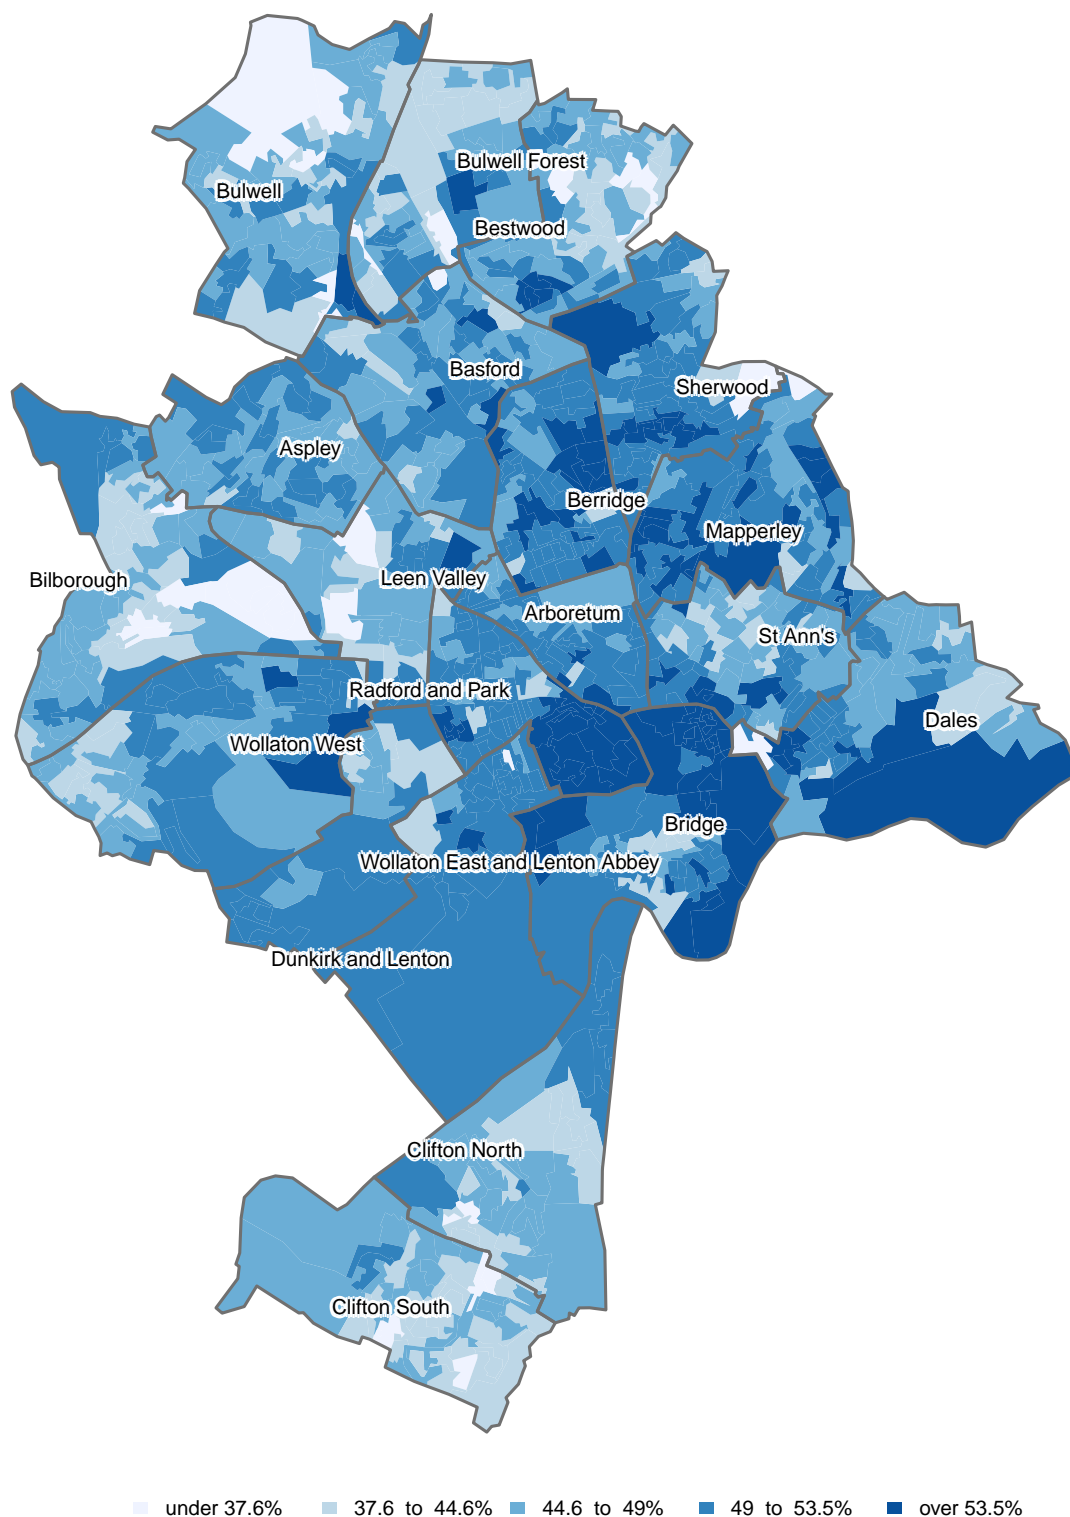 Bulwell Forest
Bulwell
Bestwood
Basford
Sherwood
Aspley
Berridge
Mapperley
Bilborough
Leen Valley
Arboretum
St Ann's
Radford and Park
Dales
Wollaton West
Bridge
Wollaton East and Lenton Abbey
Dunkirk and Lenton
Clifton North
Clifton South
under 37.6% 37.6 to 44.6% 44.6 to 49% 49 to 53.5% over 53.5%